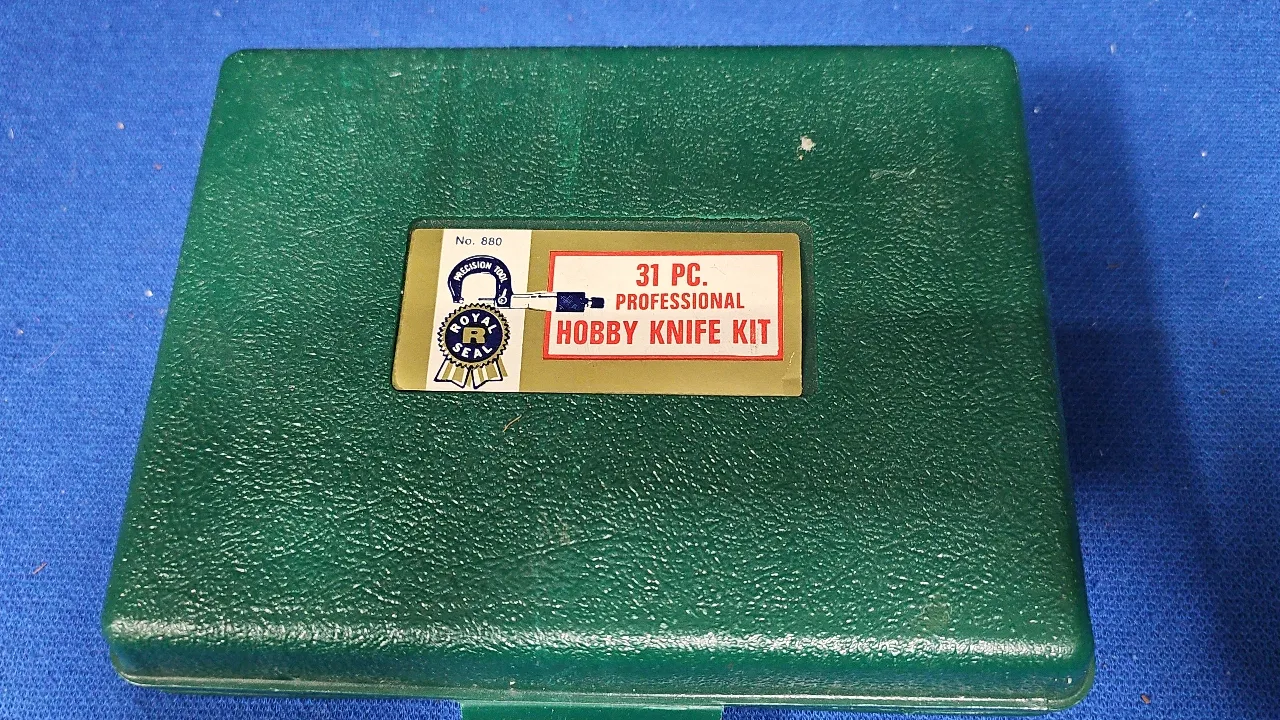 No. 880
PRECISION TOOL
ROYAL
R
SEAL
31 PC.
PROFESSIONAL
HOBBY KNIFE KIT